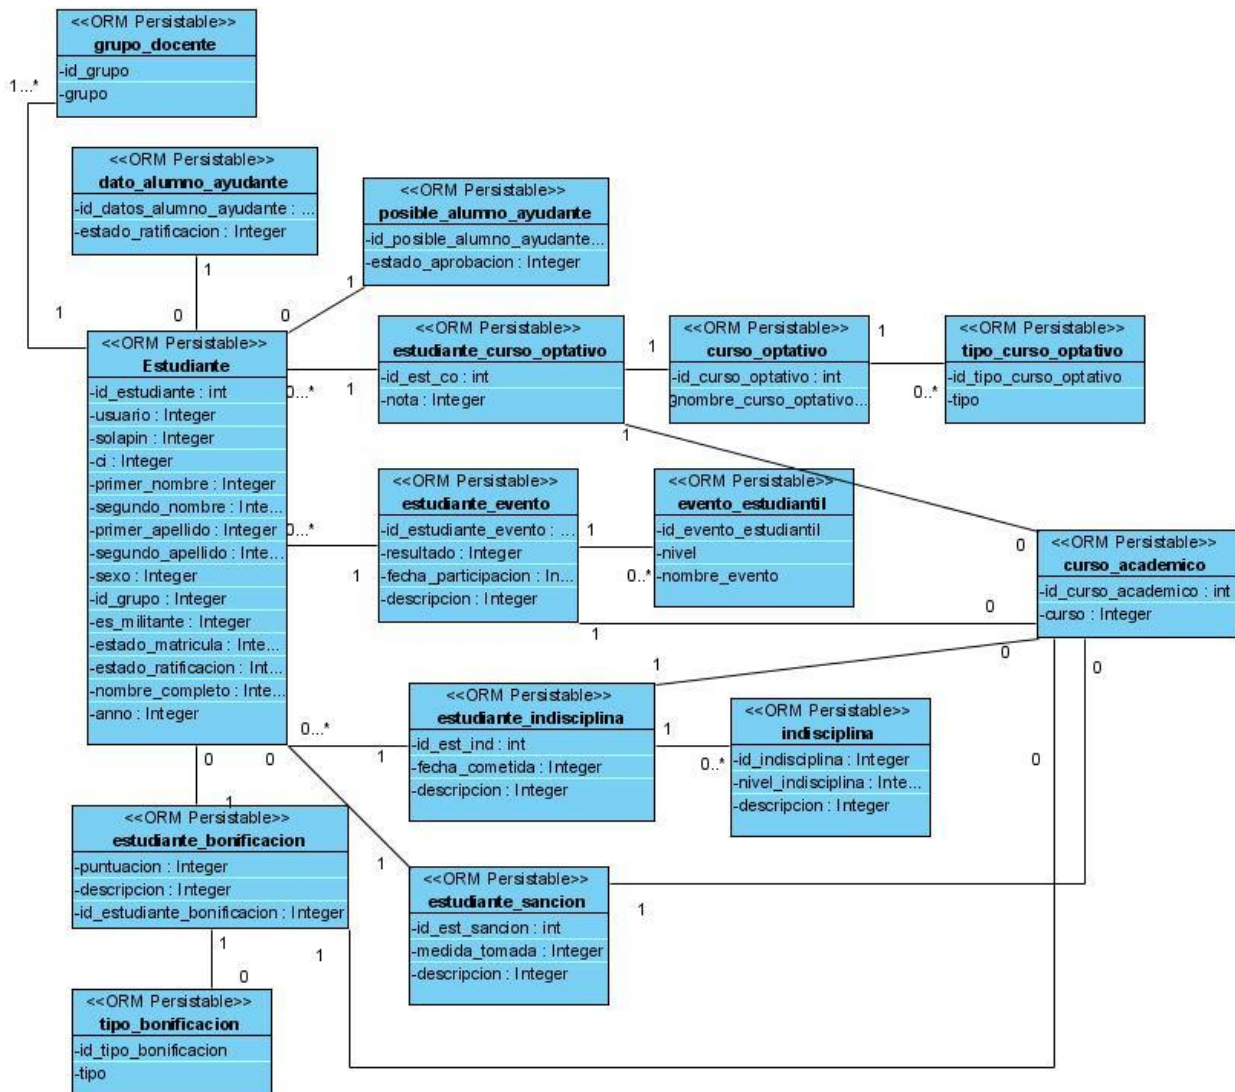 <<ORM Persistable>>
grupo_docente
-id_grupo
-grupo
1...*
1
<<ORM Persistable>>
dato_alumno_ayudante
-id_datos_alumno_ayudante : ...
-estado_ratificacion : Integer
1
0
<<ORM Persistable>>
posible_alumno_ayudante
-id_posible_alumno_ayudante...
-estado_aprobacion : Integer
1
0
<<ORM Persistable>>
Estudiante
-id_estudiante : int
-usuario : Integer
-solapin : Integer
-ci : Integer
-primer_nombre : Integer
-segundo_nombre : Inte...
-primer_apellido : Integer
-segundo_apellido : Inte...
-sexo : Integer
-id_grupo : Integer
-es_militante : Integer
-estado_matricula : Inte...
-estado_ratificacion : Int...
-nombre_completo : Inte...
-anno : Integer
0...*
1
<<ORM Persistable>>
estudiante_curso_optativo
-id_est_co : int
-nota : Integer
1
1
<<ORM Persistable>>
curso_optativo
-id_curso_optativo : int
3nombre_curso_optativo...
1
0..*
<<ORM Persistable>>
tipo_curso_optativo
-id_tipo_curso_optativo
-tipo
0...*
1
<<ORM Persistable>>
estudiante_evento
-id_estudiante_evento : ...
-resultado : Integer
-fecha_participacion : In...
-descripcion : Integer
1
0..*
1
<<ORM Persistable>>
evento_estudiantil
-id_evento_estudiantil
-nivel
-nombre_evento
0
0
<<ORM Persistable>>
curso_academico
-id_curso_academico : int
-curso : Integer
0
0
0
0...*
1
1
<<ORM Persistable>>
estudiante_indisciplina
-id_est_ind : int
-fecha_cometida : Integer
-descripcion : Integer
1
0..*
<<ORM Persistable>>
indisciplina
-id_indisciplina : Integer
-nivel_indisciplina : Inte...
-descripcion : Integer
0
0
1
<<ORM Persistable>>
estudiante_bonificacion
-puntuacion : Integer
-descripcion : Integer
-id_estudiante_bonificacion : Integer
1
<<ORM Persistable>>
estudiante_sancion
-id_est_sancion : int
-medida_tomada : Integer
-descripcion : Integer
1
1
1
0
<<ORM Persistable>>
tipo_bonificacion
-id_tipo_bonificacion
-tipo